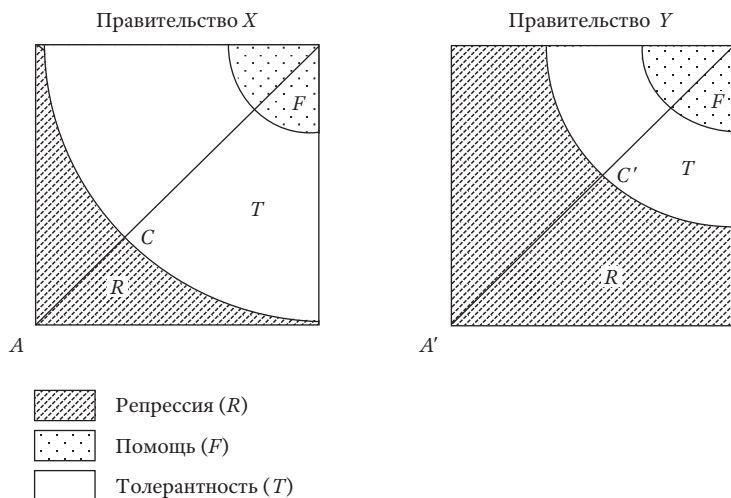 Правительство X
Правительство Y
F
F
T
T
C
C′
R
R
A
A′
Репрессия (R)
Помощь (F)
Толерантность (T)